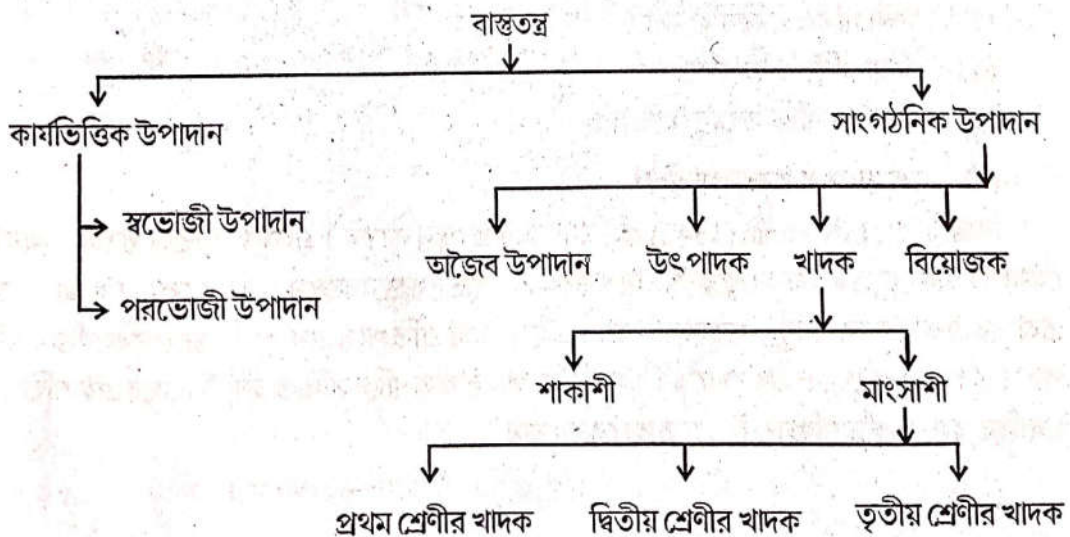 বাস্তুতন্ত্র
কার্যভিত্তিক উপাদান
সাংগঠনিক উপাদান
স্বভোজী উপাদান
পরভোজী উপাদান
অজৈব উপাদান
উৎপাদক
খাদক
বিয়োজক
শাকাশী
মাংসাশী
প্রথম শ্রেণীর খাদক
দ্বিতীয় শ্রেণীর খাদক
তৃতীয় শ্রেণীর খাদক